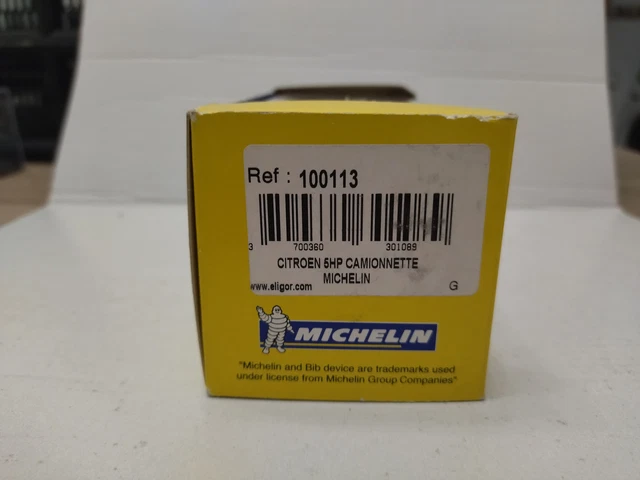 Ref : 100113
3 700360 301089
CITROEN 5HP CAMIONNETTE
MICHELIN
www.eligor.com G
MICHELIN
"Michelin and Bib device are trademarks used
under license from Michelin Group Companies"